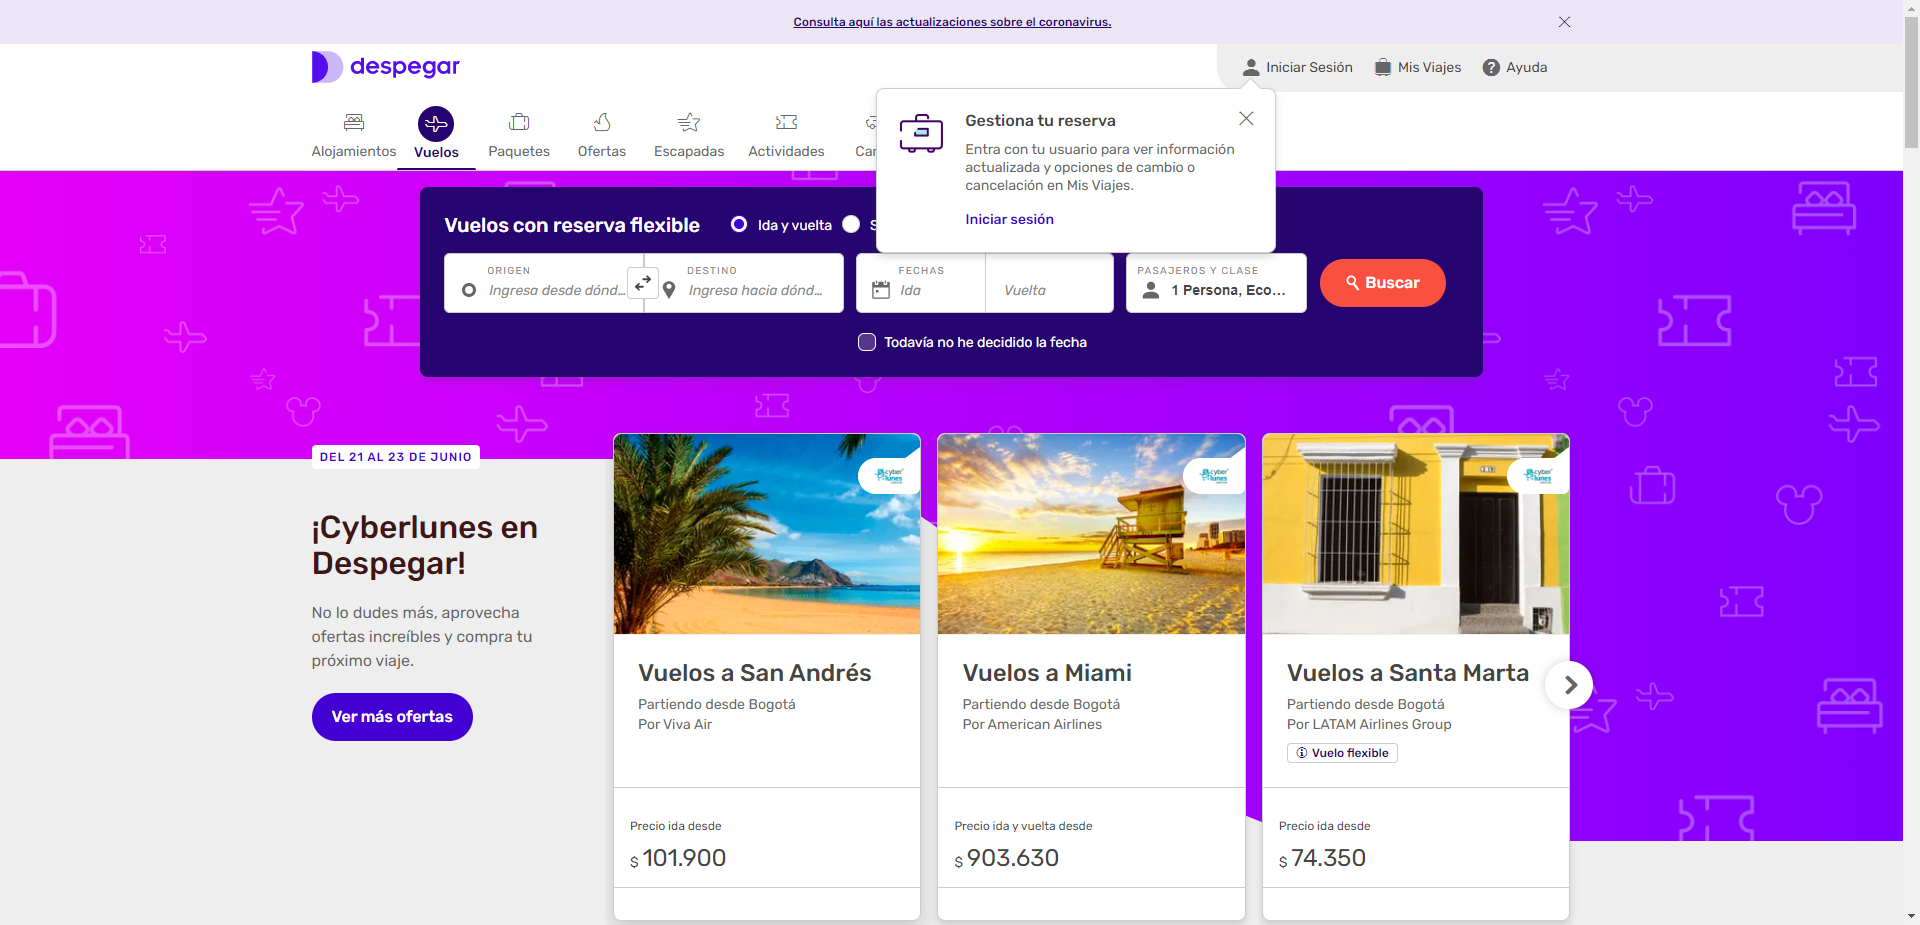 Consulta aquí las actualizaciones sobre el coronavirus.
despegar
Iniciar Sesión
Mis Viajes
Ayuda
Alojamientos
Vuelos
Paquetes
Ofertas
Escapadas
Actividades
Car
Gestiona tu reserva
Entra con tu usuario para ver información
actualizada y opciones de cambio o
cancelación en Mis Viajes.
Iniciar sesión
Vuelos con reserva flexible
Ida y vuelta
S
ORIGEN
Ingresa desde dónd...
DESTINO
Ingresa hacia dónd...
FECHAS
Ida
Vuelta
PASAJEROS Y CLASE
1 Persona, Eco...
Buscar
Todavía no he decidido la fecha
DEL 21 AL 23 DE JUNIO
¡Cyberlunes en
Despegar!
No lo dudes más, aprovecha
ofertas increíbles y compra tu
próximo viaje.
Ver más ofertas
cyber
lunes
Vuelos a San Andrés
Partiendo desde Bogotá
Por Viva Air
Precio ida desde
$ 101.900
cyber
lunes
Vuelos a Miami
Partiendo desde Bogotá
Por American Airlines
Precio ida y vuelta desde
$ 903.630
cyber
lunes
Vuelos a Santa Marta
Partiendo desde Bogotá
Por LATAM Airlines Group
Vuelo flexible
Precio ida desde
$ 74.350